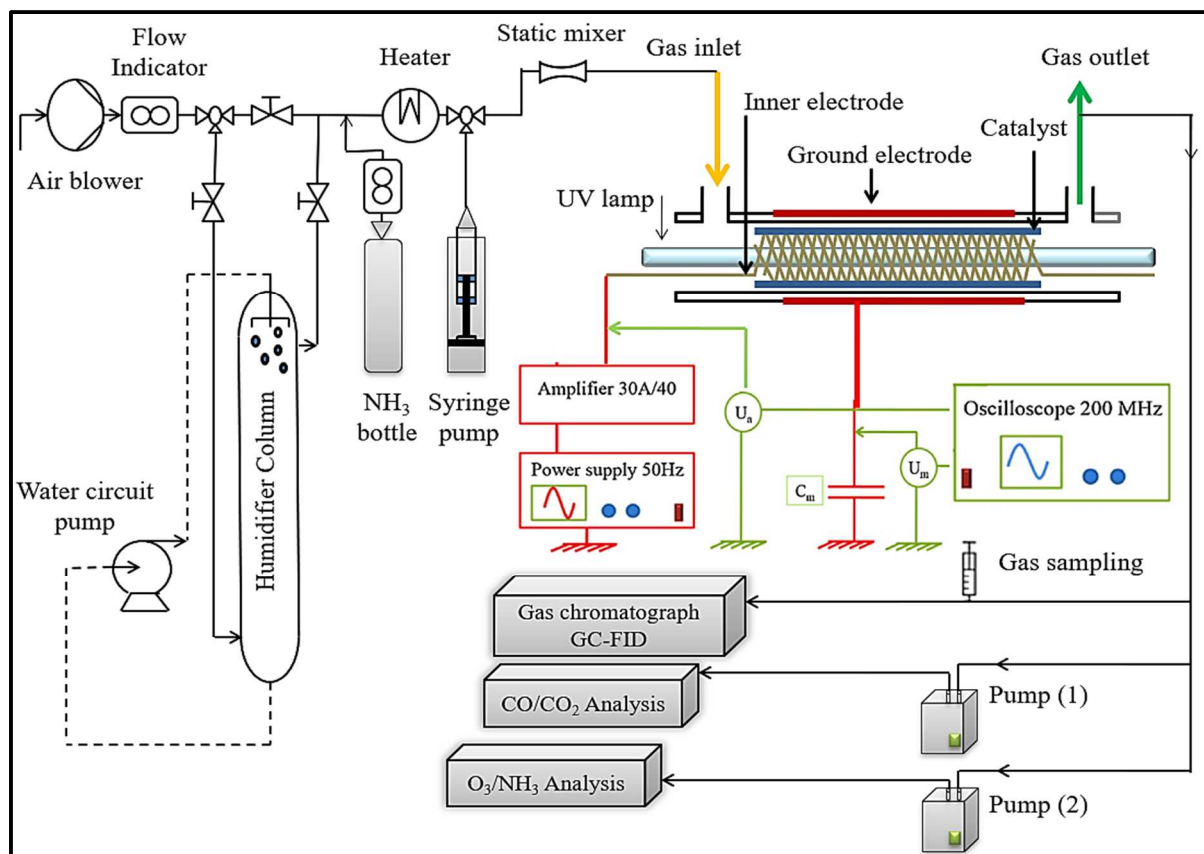 Flow
Indicator
Air blower
Heater
Static mixer
Gas inlet
Gas outlet
Inner electrode
Catalyst
Ground electrode
UV lamp
NH₃
bottle
Syringe
pump
Humidifier Column
Water circuit
pump
Amplifier 30A/40
Power supply 50Hz
Uₐ
Uₘ
Cₘ
Oscilloscope 200 MHz
Gas sampling
Gas chromatograph
GC-FID
CO/CO₂ Analysis
Pump (1)
O₃/NH₃ Analysis
Pump (2)